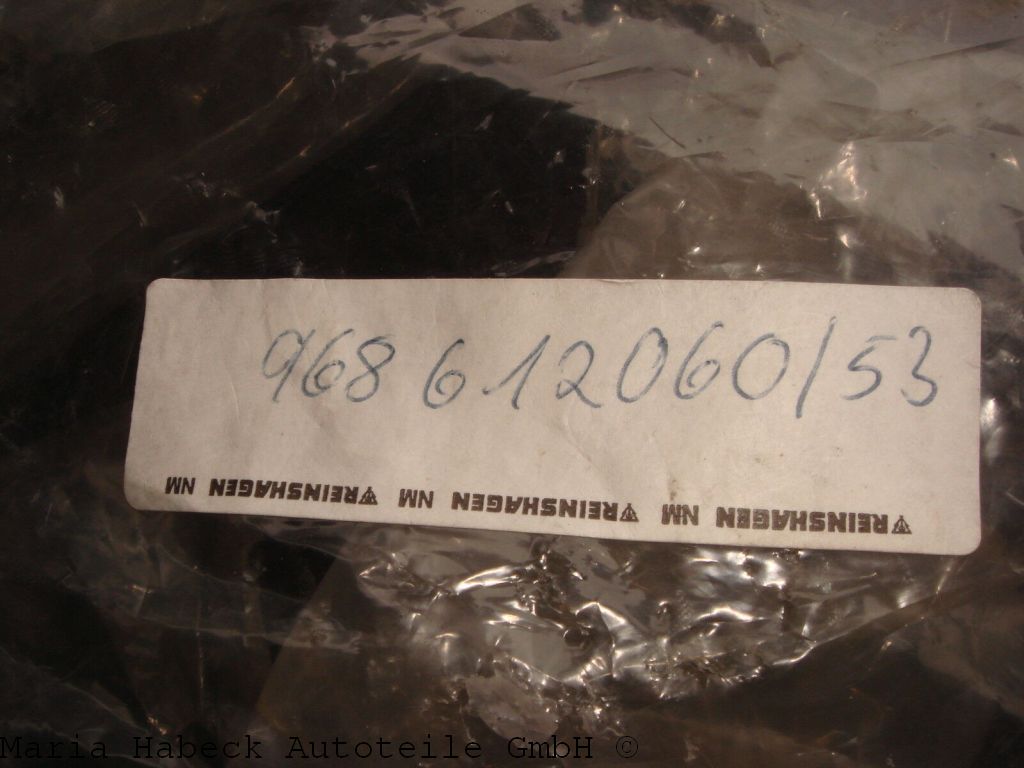 968 612060/53
REINSHAGEN NM REINSHAGEN NM REINSHAGEN NM
Maria Habeck Autoteile GmbH ©